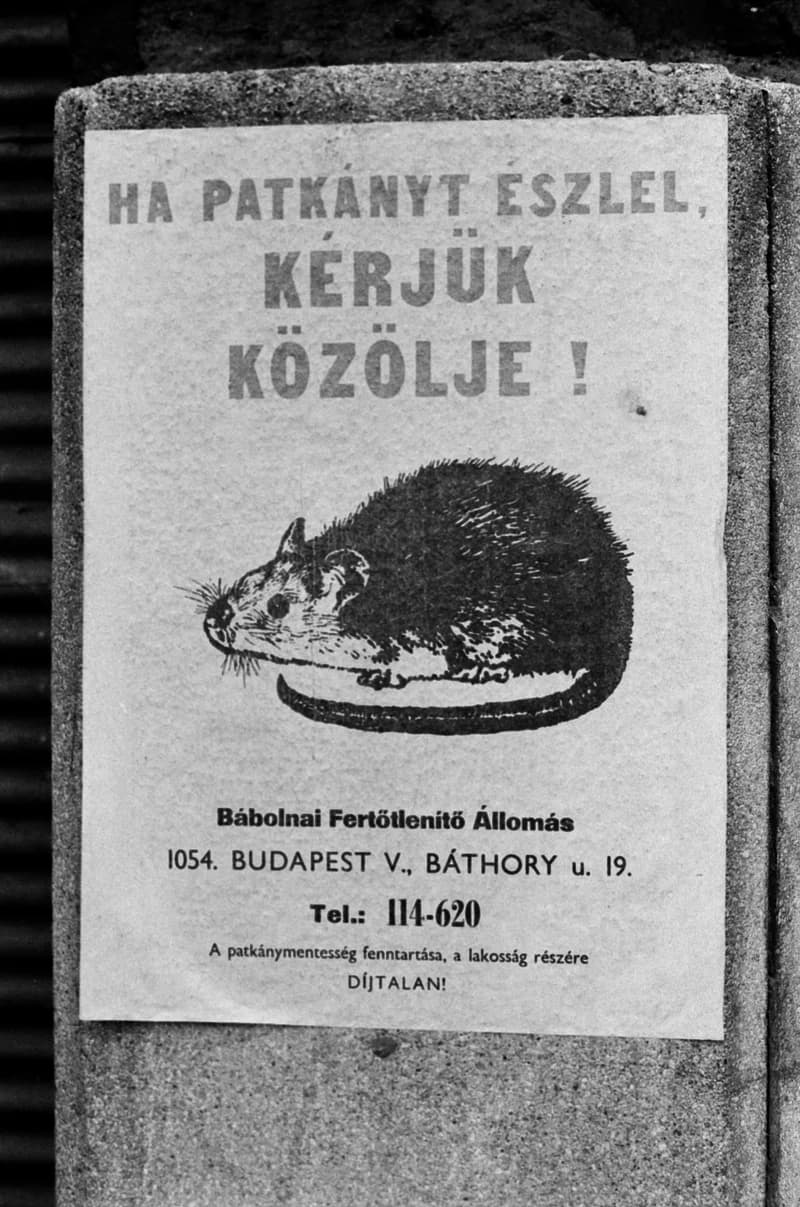 HA PATKÁNYT ÉSZLEL,
KÉRJÜK
KÖZÖLJE !
Bábolnai Fertőtlenítő Állomás
1054. BUDAPEST V., BÁTHORY u. 19.
Tel.: 114-620
A patkánymentesség fenntartása, a lakosság részére
DÍJTALAN!